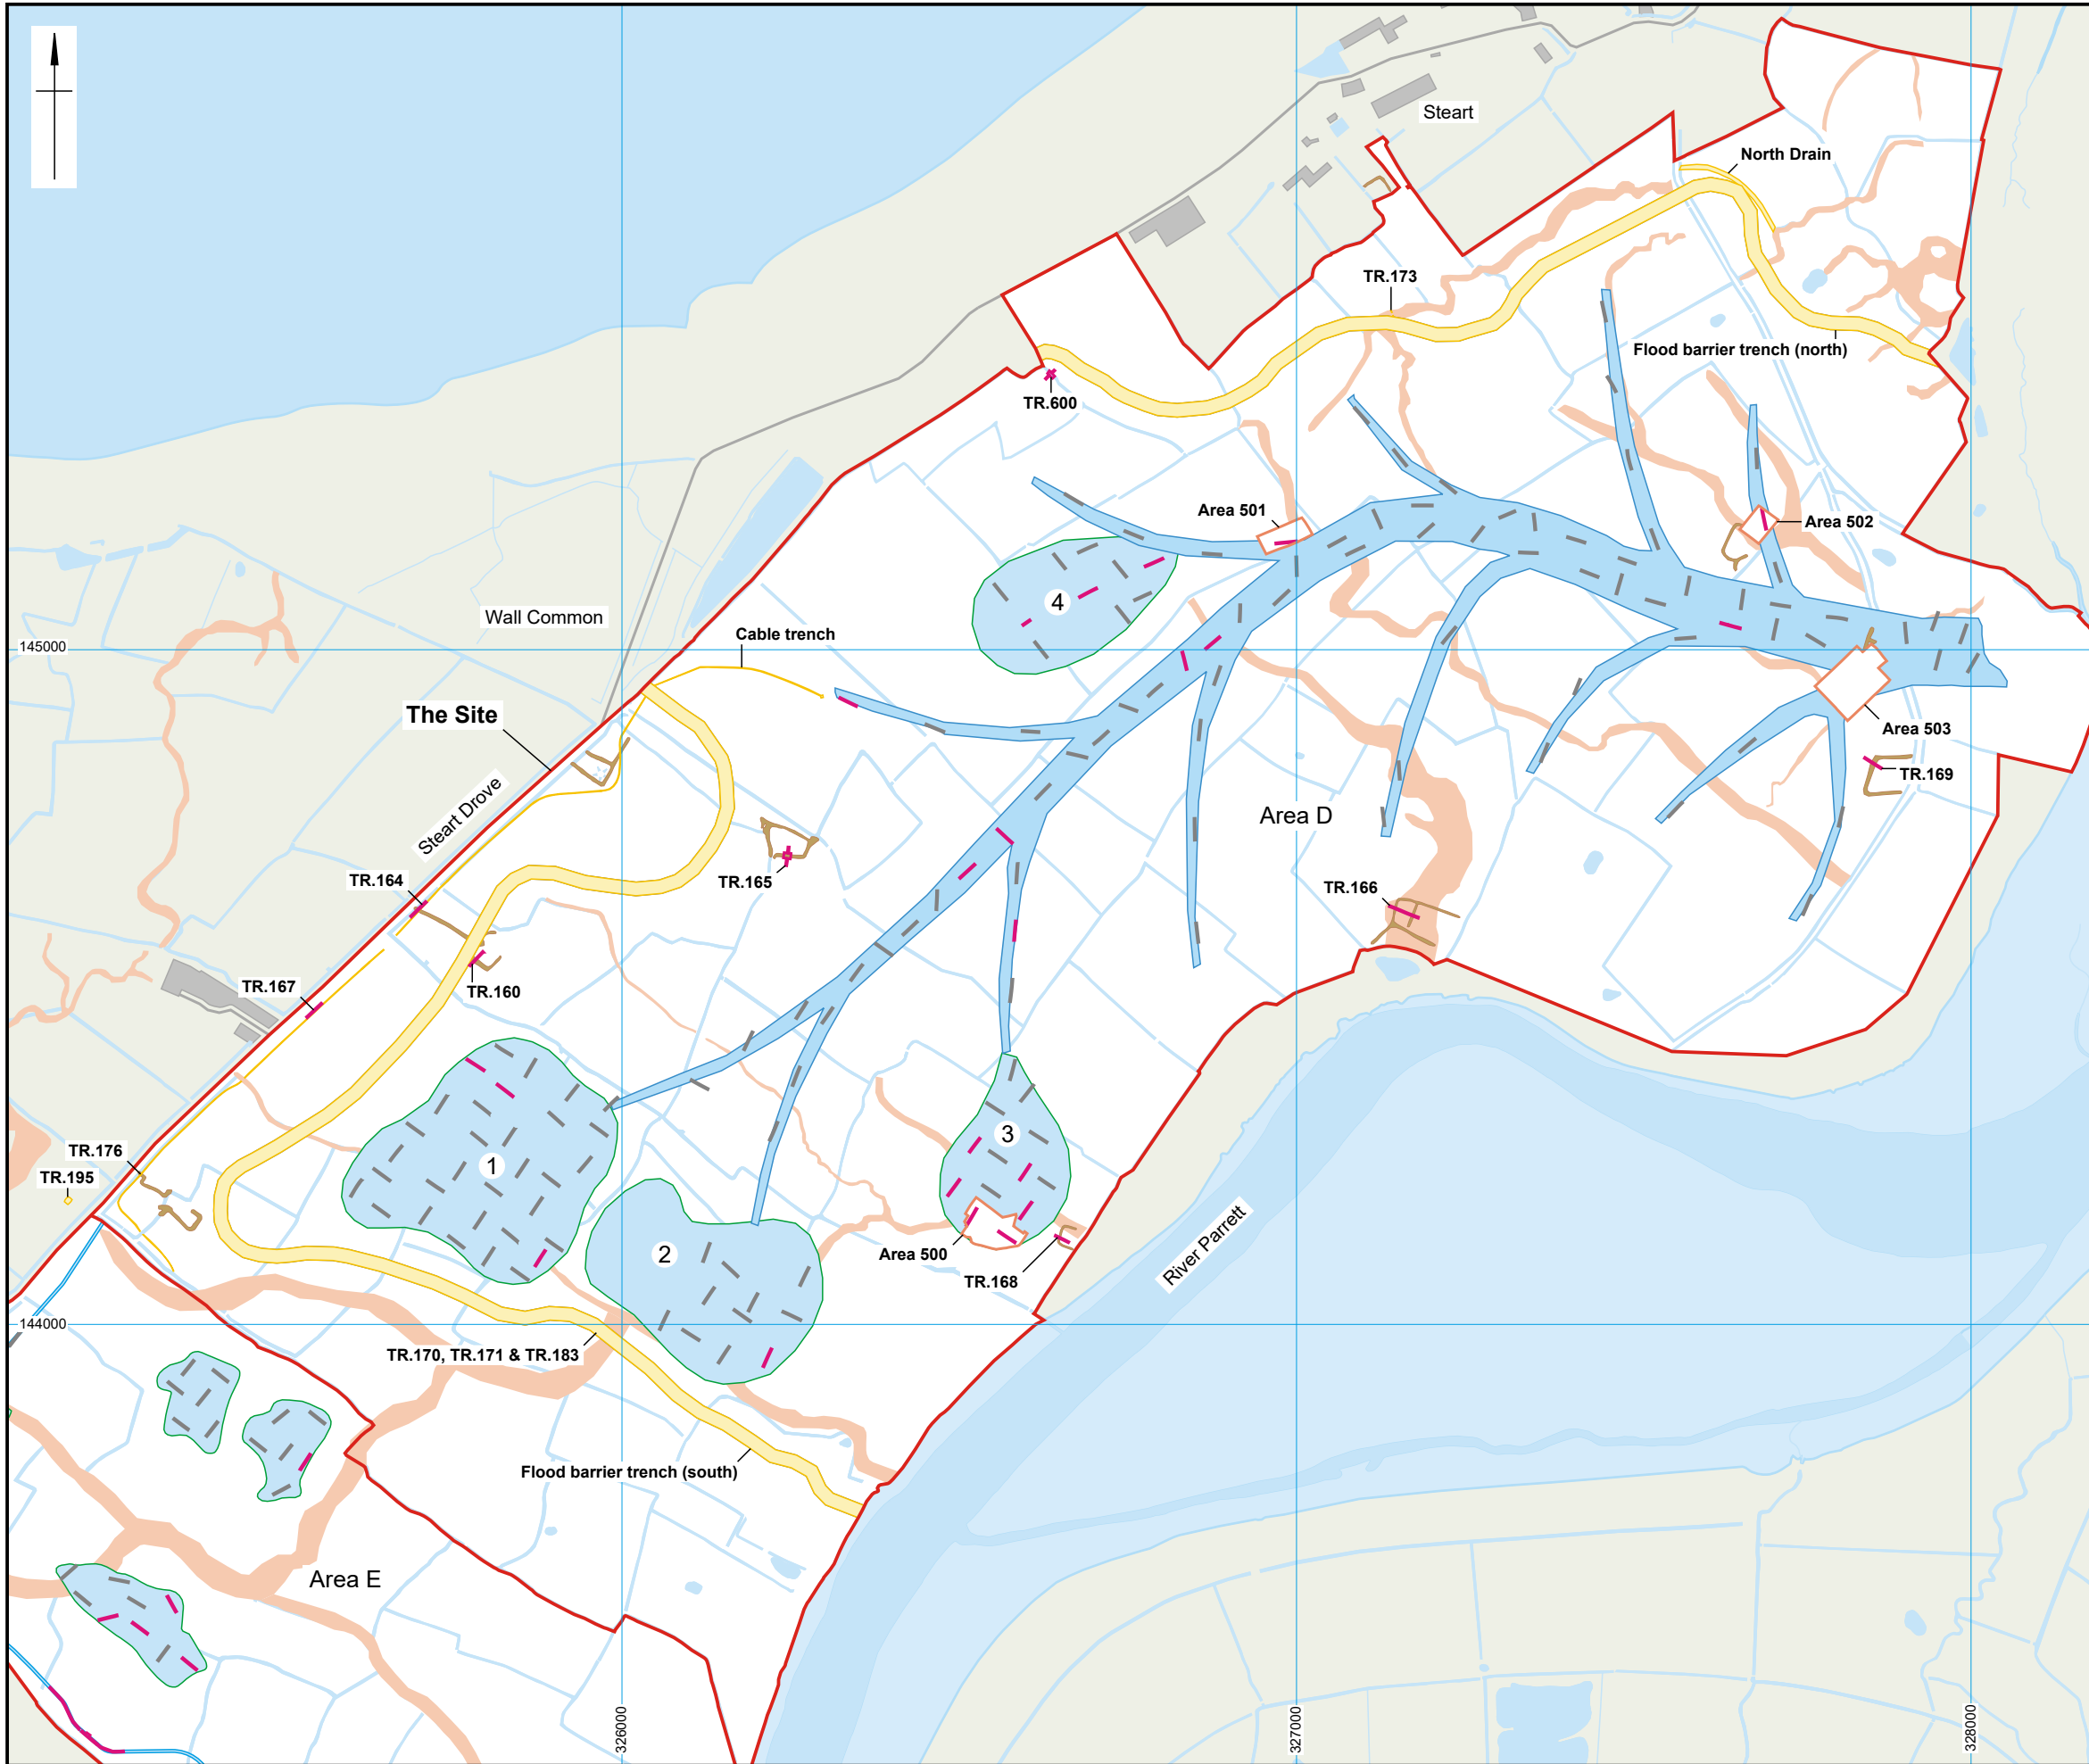 Steart
North Drain
TR.173
Flood barrier trench (north)
TR.600
Area 501
Area 502
4
Wall Common
145000
Cable trench
The Site
Area 503
TR.169
Steart Drove
Area D
TR.164
TR.165
TR.166
TR.167
TR.160
3
TR.176
1
TR.195
River Parrett
Area 500
2
TR.168
144000
TR.170, TR.171 & TR.183
Flood barrier trench (south)
Area E
326000
327000
328000